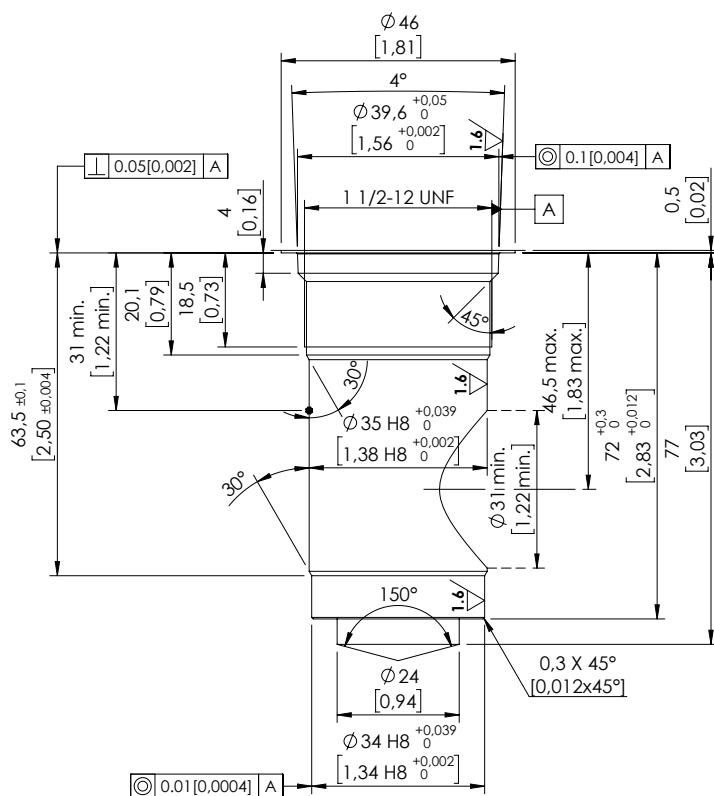 Ø 46
[1,81]
4°
Ø 39,6 +0,05 0
[1,56 +0,002 0]
1.6
⊥ 0.05[0,002] A
◎ 0.1[0,004] A
1 1/2-12 UNF
A
4
[0,16]
0,5
[0,02]
18,5
[0,73]
20,1
[0,79]
31 min.
[1,22 min.]
63,5 ±0,1
[2,50 ±0,004]
45°
30°
1.6
46,5 max.
[1,83 max.]
72 +0,3 0
[2,83 +0,012 0]
77
[3,03]
Ø 35 H8 +0,039 0
[1,38 H8 +0,002 0]
Ø 31 min.
[1,22 min.]
30°
150°
1.6
0,3 X 45°
[0,012x45°]
Ø 24
[0,94]
Ø 34 H8 +0,039 0
[1,34 H8 +0,002 0]
◎ 0.01[0,0004] A